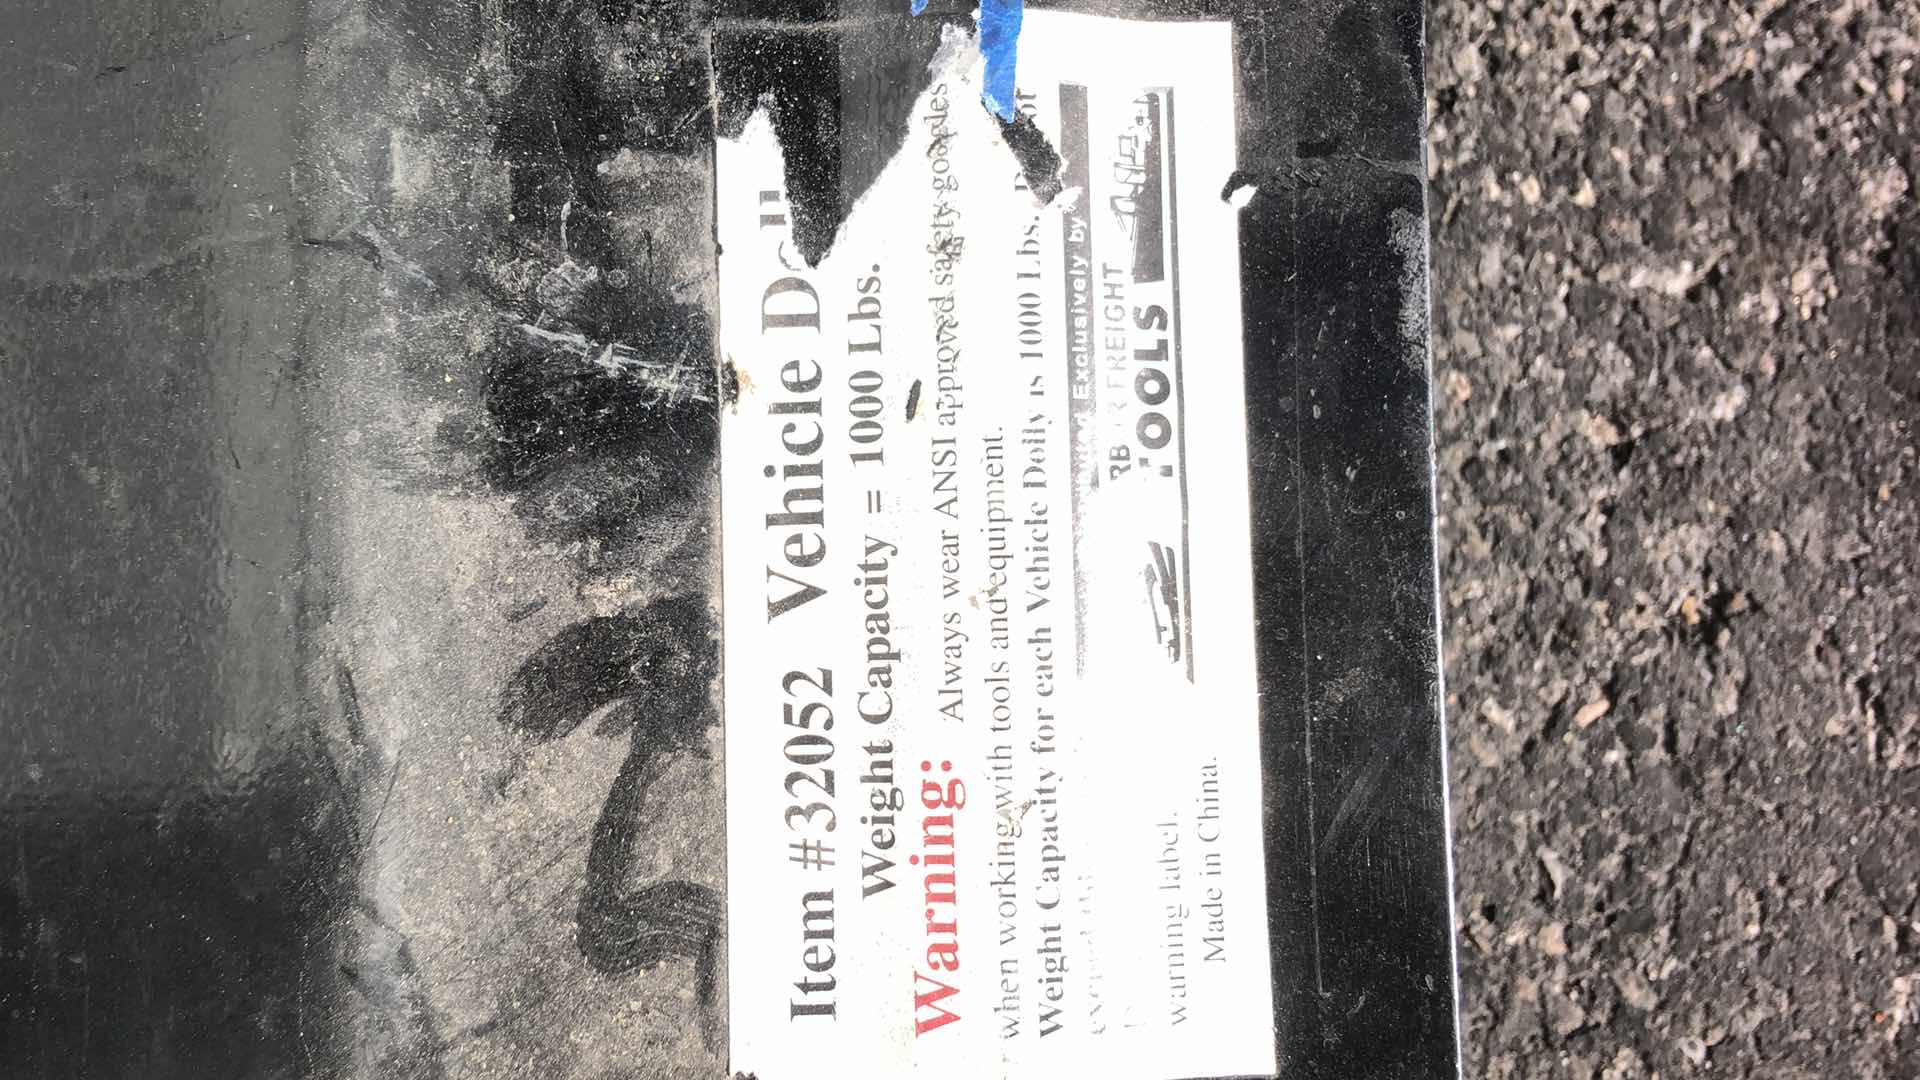 Item #32052 Vehicle
Weight Capacity = 1000 Lbs.
Warning: Always wear ANSI approved safety goggles
when working with tools and equipment.
Weight Capacity for each Vehicle Dolly is 1000 Lbs.
warning label.
Made in China.
Exclusively by
FREIGHT
TOOLS